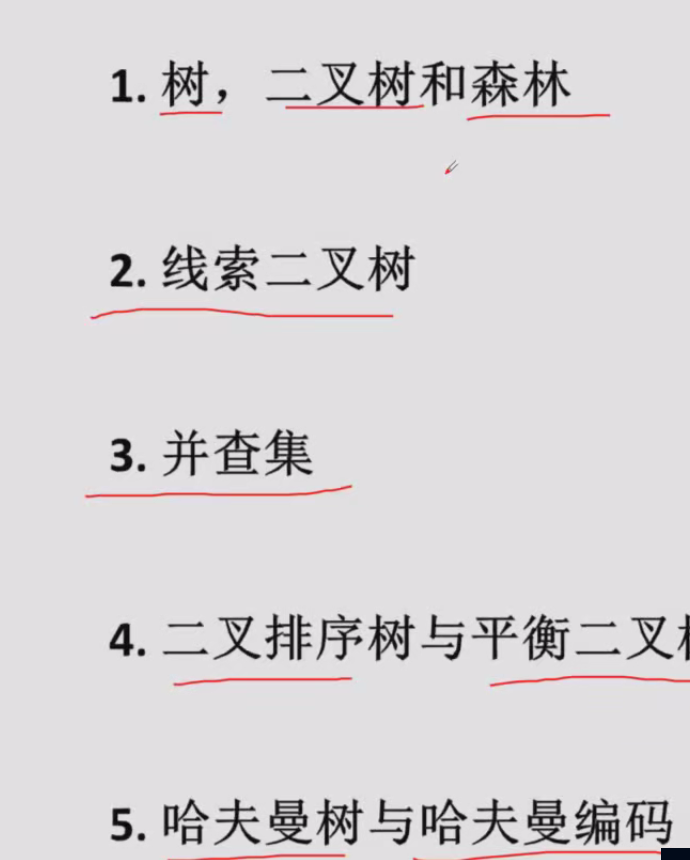 1. 树，二叉树和森林
2. 线索二叉树
3. 并查集
4. 二叉排序树与平衡二叉
5. 哈夫曼树与哈夫曼编码